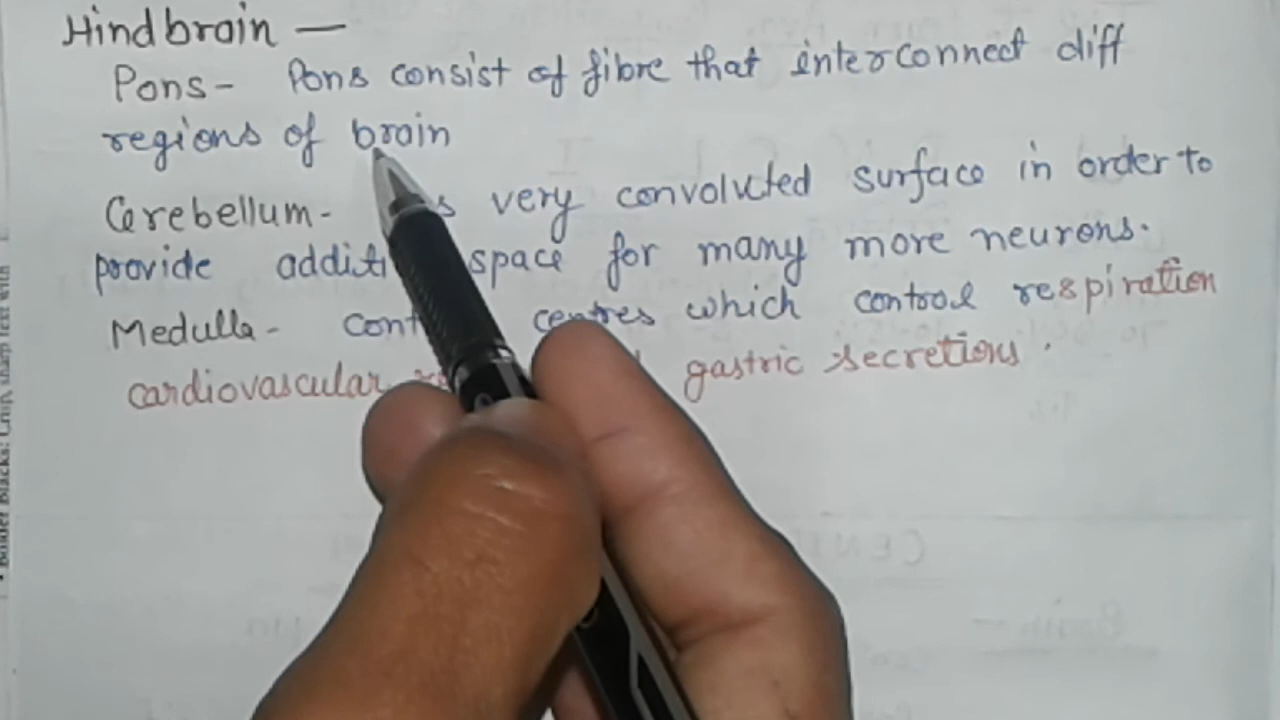 Hindbrain —
Pons- Pons consist of fibre that interconnect diff
regions of brain
Cerebellum- very convoluted surface in order to
provide space for many more neurons.
Medulla- centres which control respiration
cardiovascular gastric secretions.